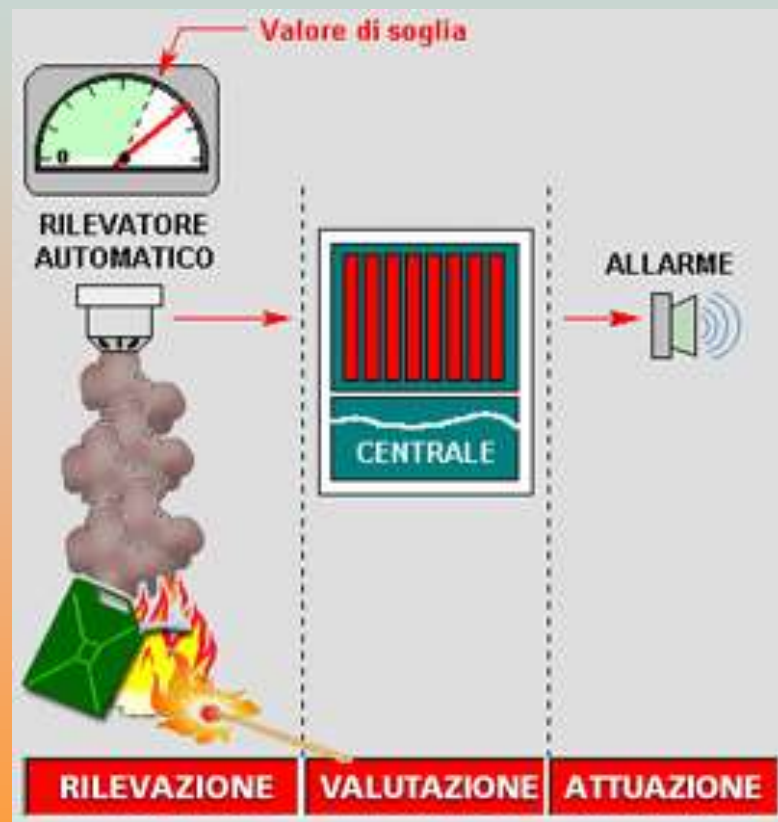 Valore di soglia
0
RILEVATORE
AUTOMATICO
ALLARME
CENTRALE
RILEVAZIONE
VALUTAZIONE
ATTUAZIONE